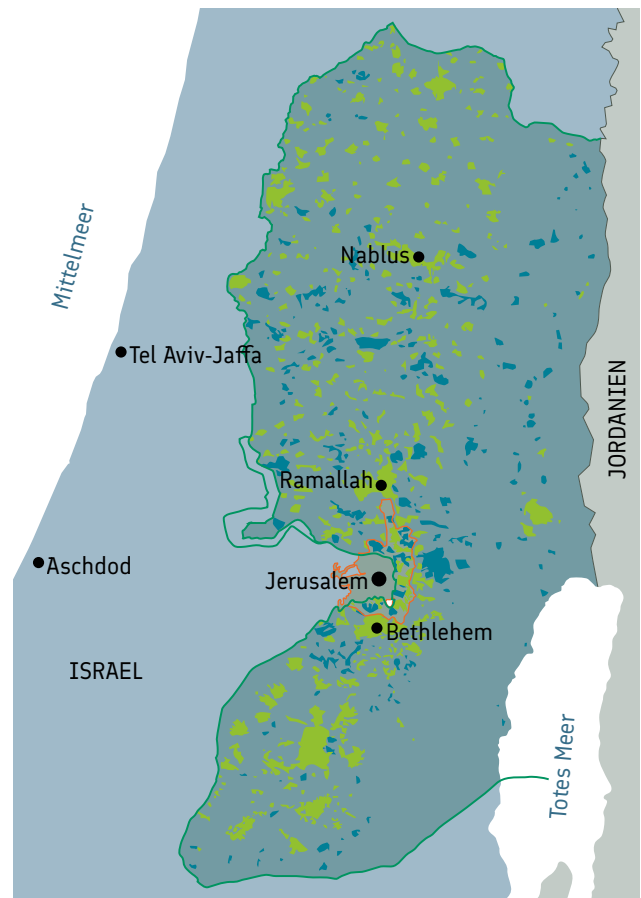 Mittelmeer
Nablus
Tel Aviv-Jaffa
JORDANIEN
Ramallah
Aschdod
Jerusalem
Bethlehem
ISRAEL
Totes Meer